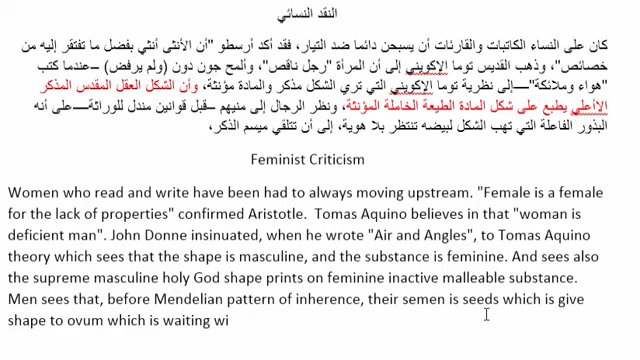 النقد النسائي
كان على النساء الكاتبات والقارئات أن يسبحن دائما ضد التيار، فقد أكد أرسطو "أن الأنثى أنثي بفضل ما تفتقر إليه من
خصائص"، وذهب القديس توما الإكويني إلى أن المرأة "رجل ناقص"، وألمح جون دون (ولم يرفض) –عندما كتب
"هواء وملائكة"—إلى نظرية توما الإكويني التي تري الشكل مذكر والمادة مؤنثة، وأن الشكل العقل المقدس المذكر
الأأعلي يطبع على شكل المادة الطيعة الخاملة المؤنثة، ونظر الرجال إلى منيهم –قبل قوانين مندل للوراثة—على أنه
البذور الفاعلة التي تهب الشكل لبيضه تنتظر بلا هوية، إلى أن تتلقي ميسم الذكر،
Feminist Criticism
Women who read and write have been had to always moving upstream. "Female is a female
for the lack of properties" confirmed Aristotle. Tomas Aquino believes in that "woman is
deficient man". John Donne insinuated, when he wrote "Air and Angles", to Tomas Aquino
theory which sees that the shape is masculine, and the substance is feminine. And sees also
the supreme masculine holy God shape prints on feminine inactive malleable substance.
Men sees that, before Mendelian pattern of inherence, their semen is seeds which is give
shape to ovum which is waiting wi